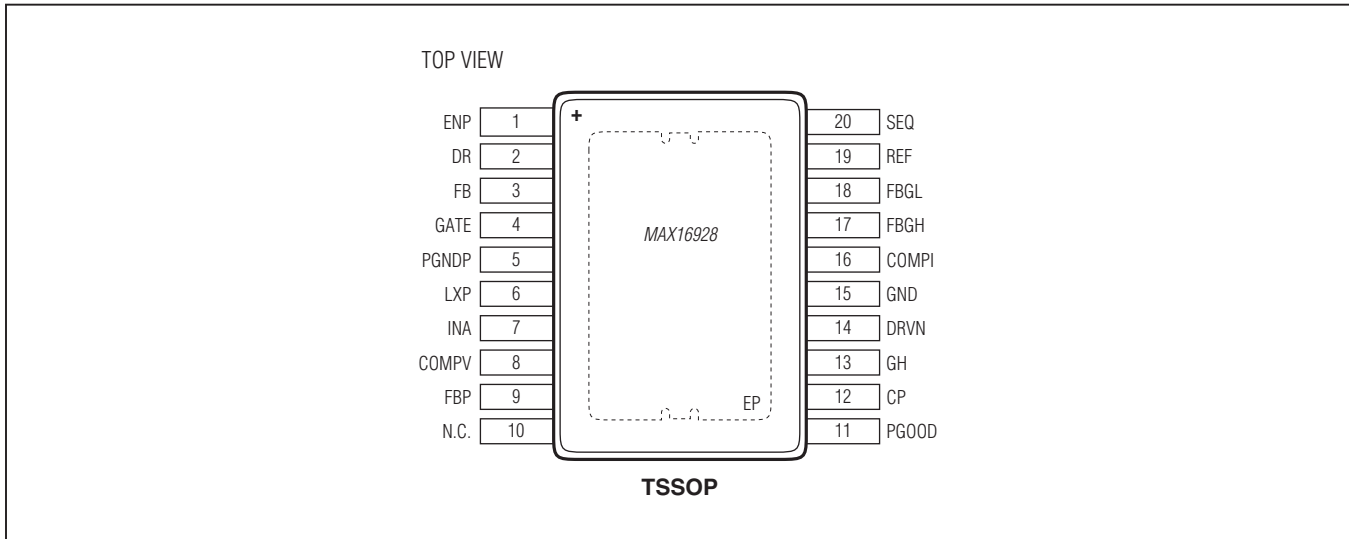 TOP VIEW
ENP 1 + 20 SEQ
DR 2 19 REF
FB 3 18 FBGL
GATE 4 MAX16928 17 FBGH
PGNDP 5 16 COMPI
LXP 6 15 GND
INA 7 14 DRVN
COMPV 8 13 GH
FBP 9 EP 12 CP
N.C. 10 11 PGOOD
TSSOP